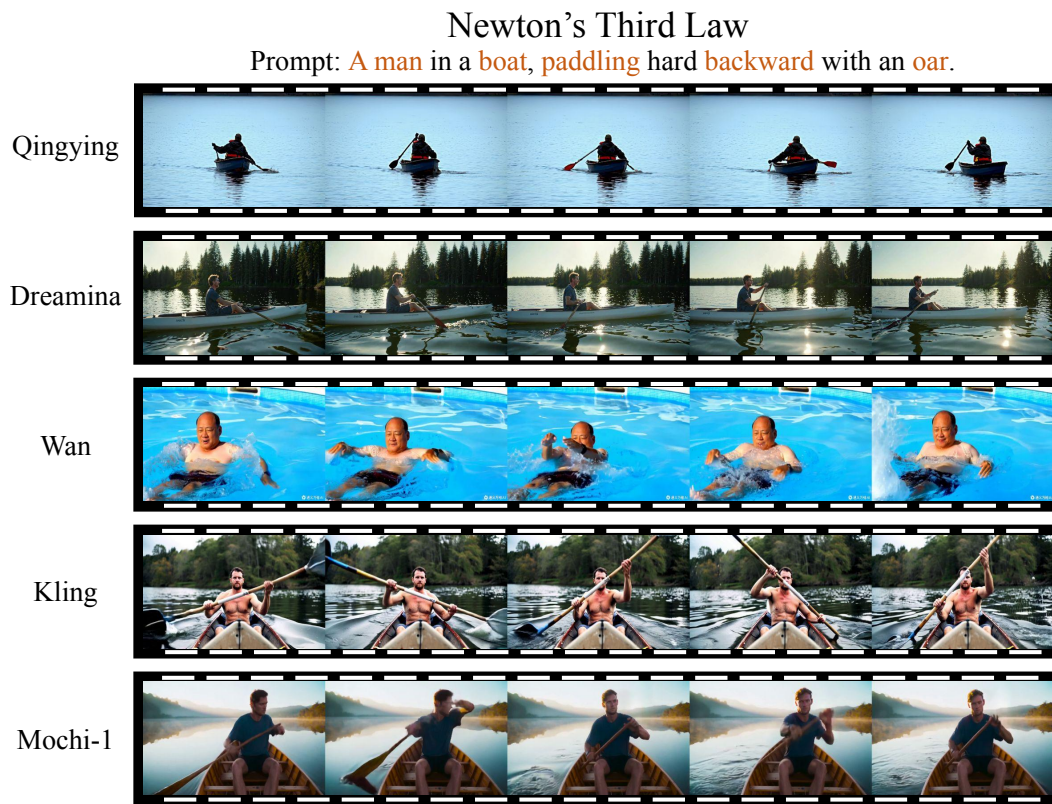 Newton’s Third Law
Prompt: A man in a boat, paddling hard backward with an oar.
Qingying
Dreamina
Wan
Kling
Mochi-1